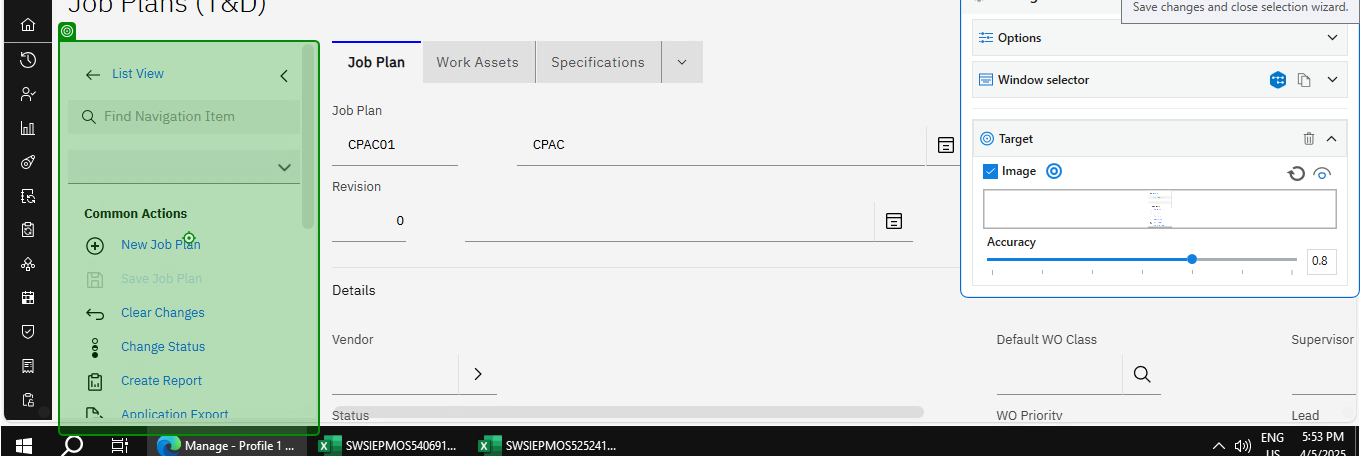 Job Plans (T&D)
Save changes and close selection wizard.
Options
Window selector
Target
Image
Accuracy
0.8
List View
Find Navigation Item
Common Actions
New Job Plan
Save Job Plan
Clear Changes
Change Status
Create Report
Application Export
Job Plan Work Assets Specifications
Job Plan
CPAC01 CPAC
Revision
0
Details
Vendor Default WO Class Supervisor
Status WO Priority Lead
Manage - Profile 1 ... SWSIEPMOS540691... SWSIEPMOS525241...
ENG 5:53 PM
US 4/5/2025